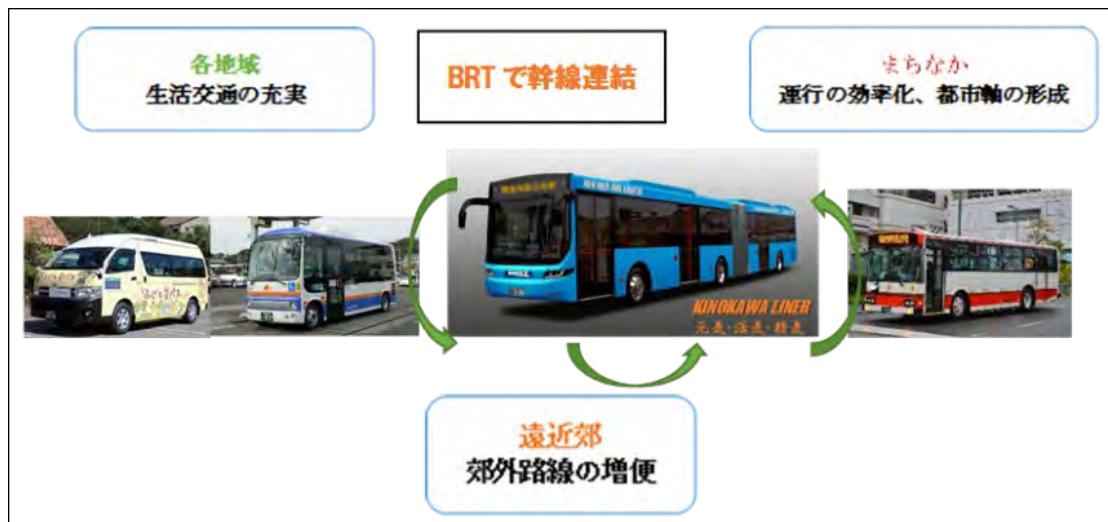 各地域
生活交通の充実
BRTで幹線連結
まちなか
運行の効率化、都市軸の形成
KINOKAWA LINER
遠近郊
郊外路線の増便